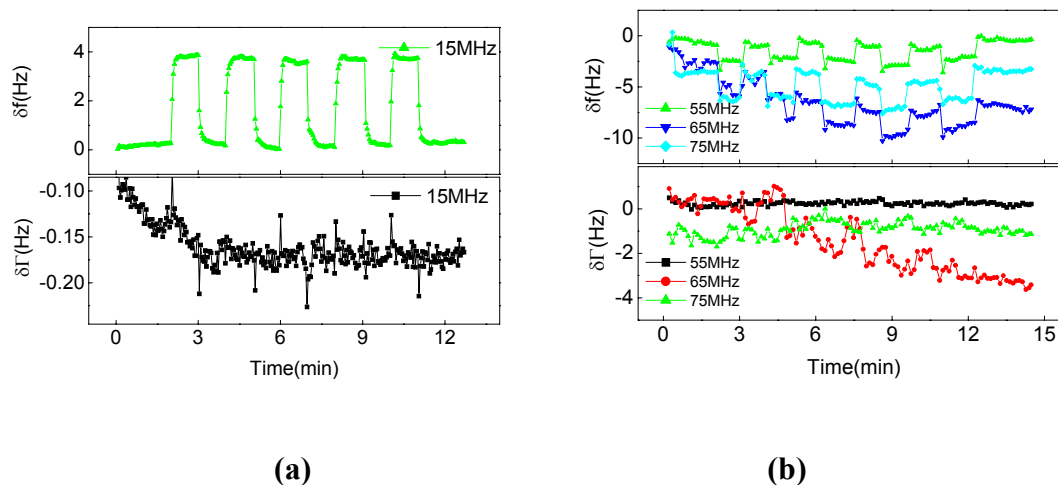 4
2
0
δf(Hz)
15MHz
-0.10
-0.15
-0.20
δΓ(Hz)
15MHz
0 3 6 9 12
Time(min)
(a)
0
-5
-10
δf(Hz)
55MHz
65MHz
75MHz
0
-2
-4
δΓ(Hz)
55MHz
65MHz
75MHz
0 3 6 9 12 15
Time(min)
(b)